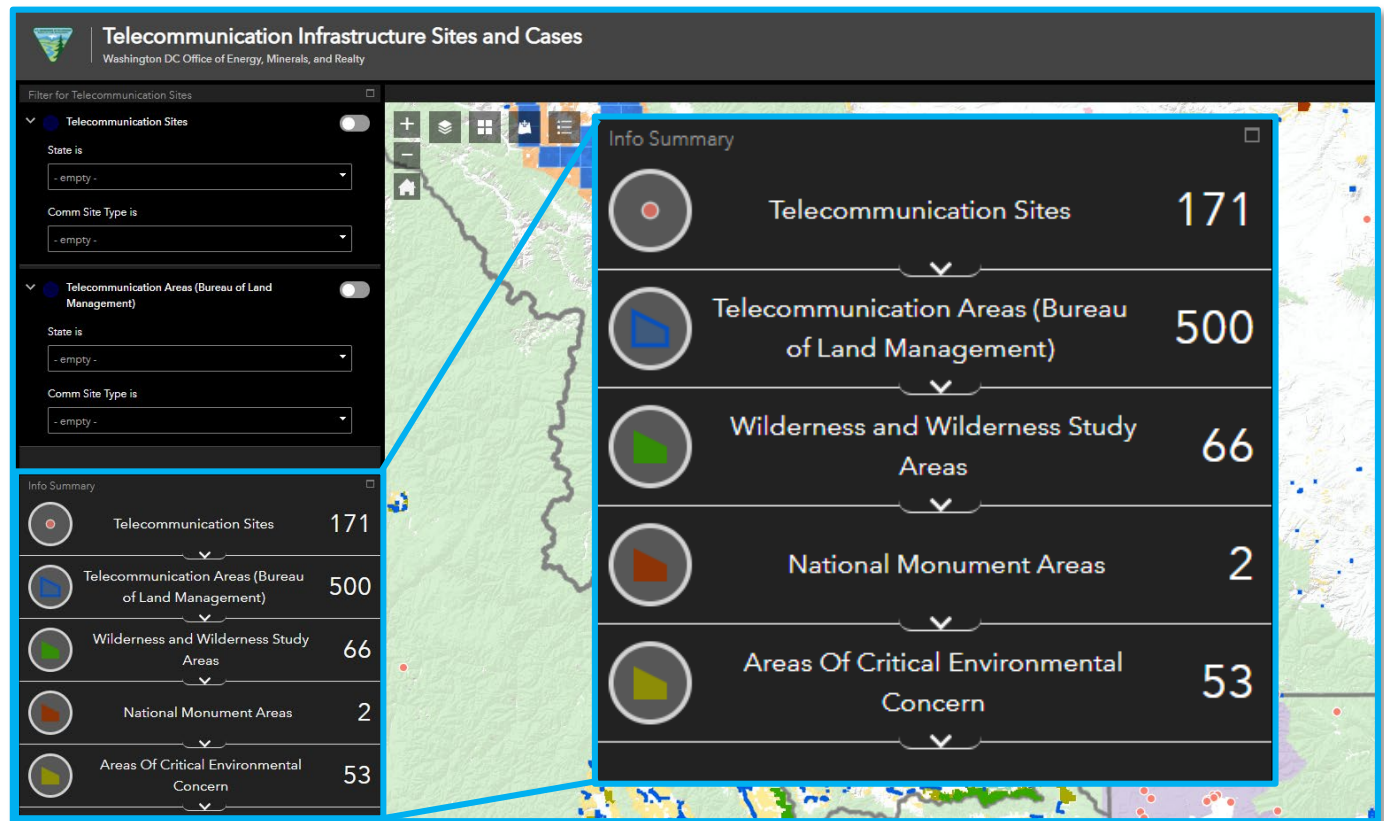 Telecommunication Infrastructure Sites and Cases
Washington DC Office of Energy, Minerals, and Realty
Filter for Telecommunication Sites
Telecommunication Sites
State is
- empty -
Comm Site Type is
- empty -
Telecommunication Areas (Bureau of Land
Management)
State is
- empty -
Comm Site Type is
- empty -
Info Summary
Telecommunication Sites 171
Telecommunication Areas (Bureau
of Land Management) 500
Wilderness and Wilderness Study
Areas 66
National Monument Areas 2
Areas Of Critical Environmental
Concern 53
Info Summary
Telecommunication Sites 171
Telecommunication Areas (Bureau
of Land Management) 500
Wilderness and Wilderness Study
Areas 66
National Monument Areas 2
Areas Of Critical Environmental
Concern 53